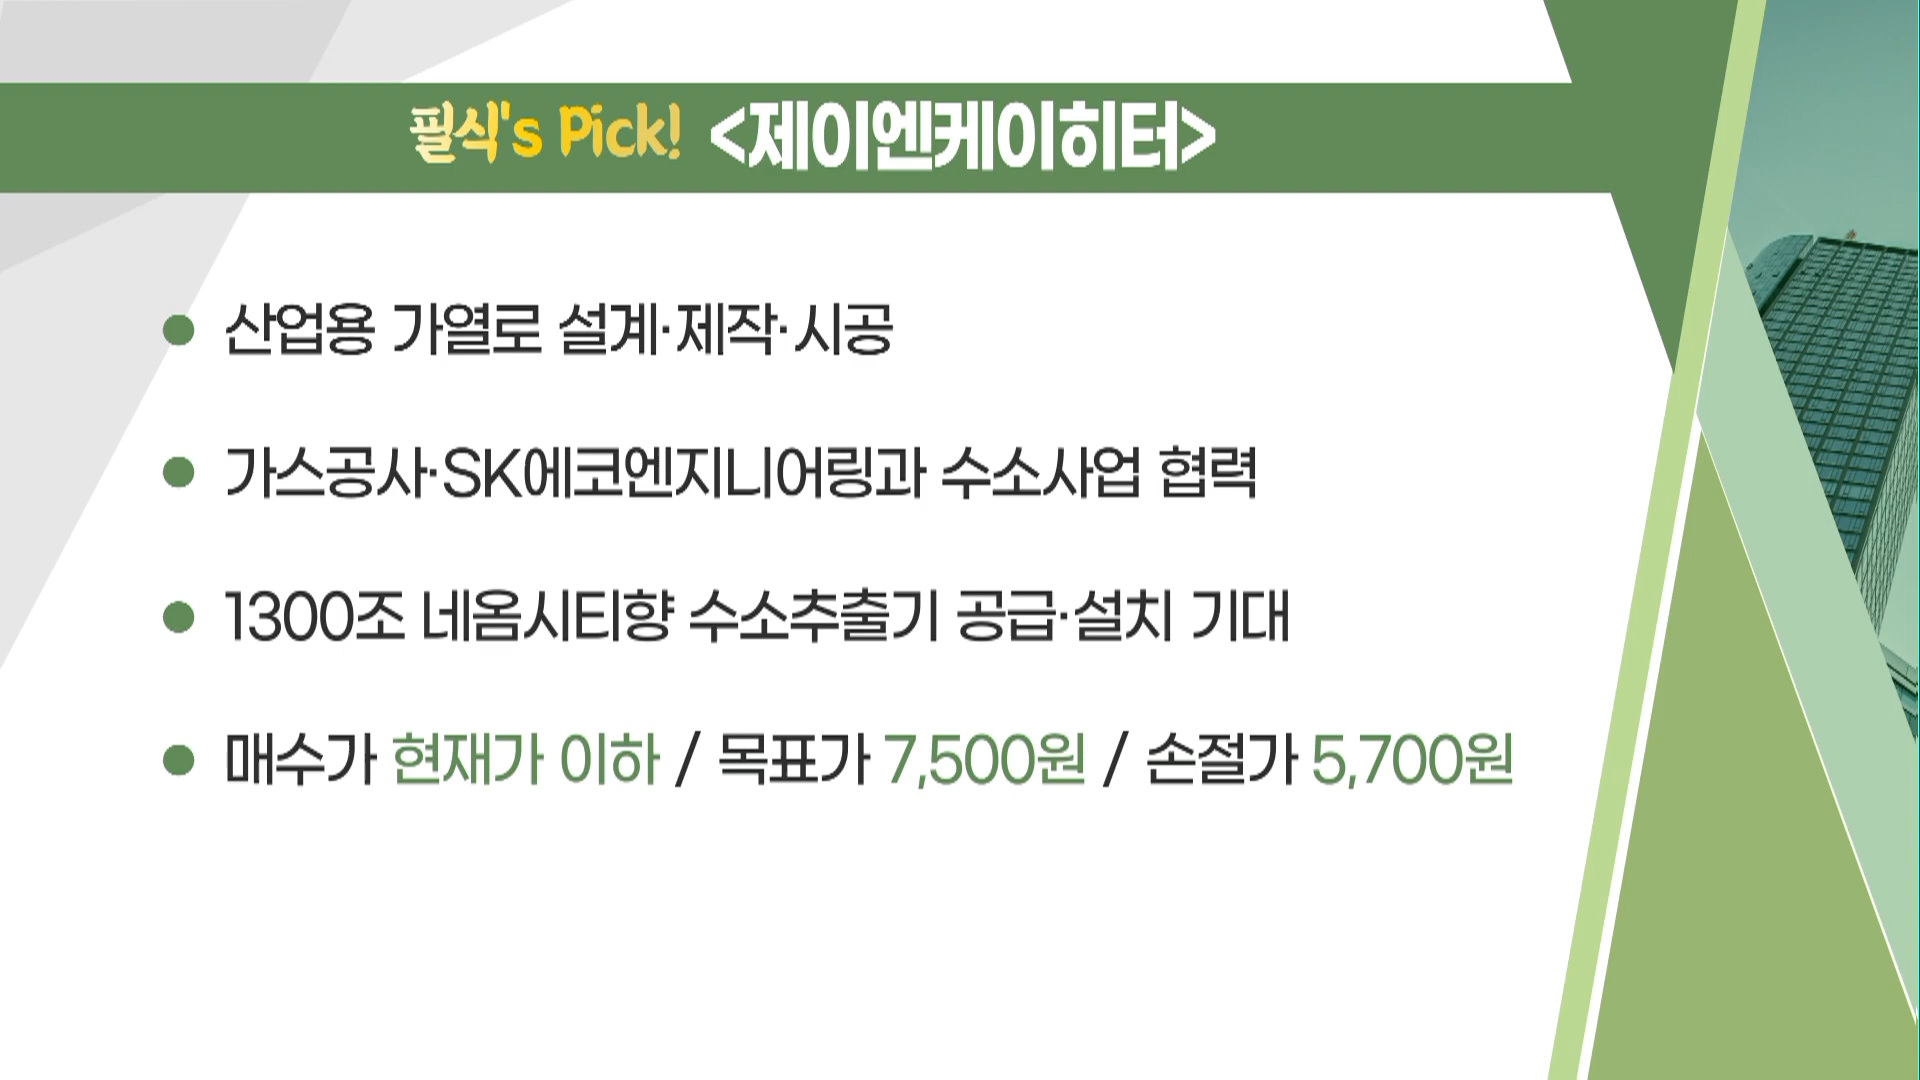 필식's Pick! <제이엔케이히터>
산업용 가열로 설계·제작·시공
가스공사·SK에코엔지니어링과 수소사업 협력
1300조 네옴시티향 수소추출기 공급·설치 기대
매수가 현재가 이하 / 목표가 7,500원 / 손절가 5,700원